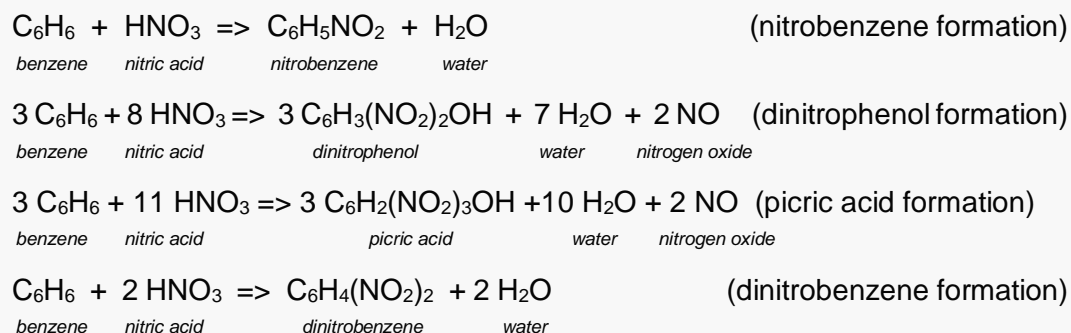 C₆H₆ + HNO₃ => C₆H₅NO₂ + H₂O (nitrobenzene formation)
benzene nitric acid nitrobenzene water
3 C₆H₆ + 8 HNO₃ => 3 C₆H₃(NO₂)₂OH + 7 H₂O + 2 NO (dinitrophenol formation)
benzene nitric acid dinitrophenol water nitrogen oxide
3 C₆H₆ + 11 HNO₃ => 3 C₆H₂(NO₂)₃OH +10 H₂O + 2 NO (picric acid formation)
benzene nitric acid picric acid water nitrogen oxide
C₆H₆ + 2 HNO₃ => C₆H₄(NO₂)₂ + 2 H₂O (dinitrobenzene formation)
benzene nitric acid dinitrobenzene water